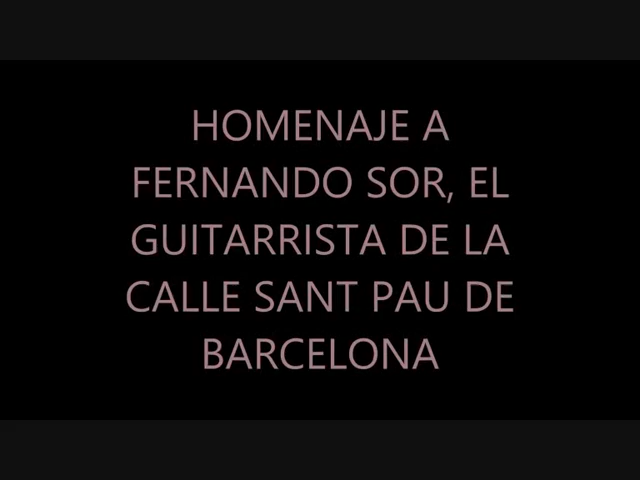 HOMENAJE A
FERNANDO SOR, EL
GUITARRISTA DE LA
CALLE SANT PAU DE
BARCELONA